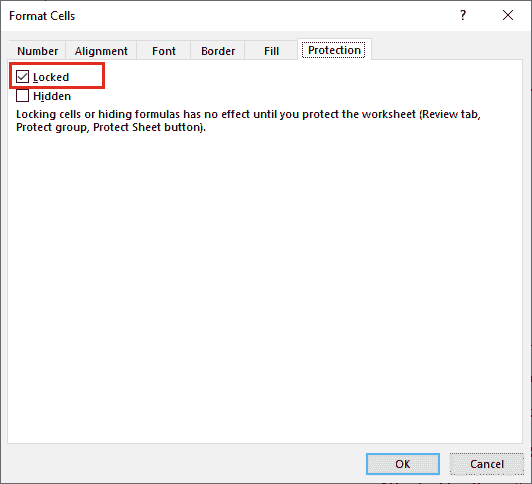 Format Cells
?
Number Alignment Font Border Fill Protection
Locked
Hidden
Locking cells or hiding formulas has no effect until you protect the worksheet (Review tab,
Protect group, Protect Sheet button).
OK Cancel